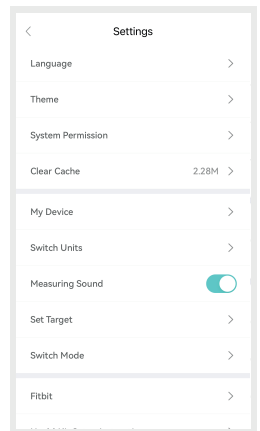 Settings
Language
Theme
System Permission
Clear Cache 2.28M
My Device
Switch Units
Measuring Sound
Set Target
Switch Mode
Fitbit